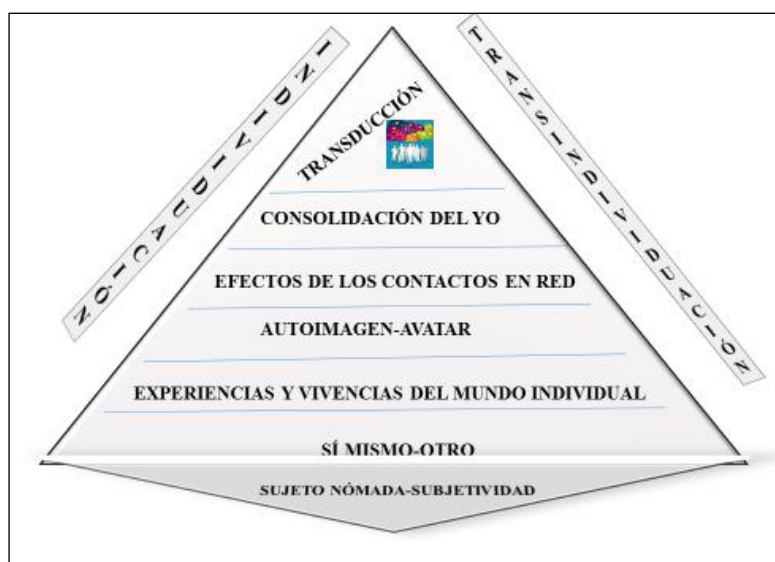 INDIVIDUACIÓN
TRANSINDIVIDUACIÓN
TRANSDUCCIÓN
CONSOLIDACIÓN DEL YO
EFECTOS DE LOS CONTACTOS EN RED
AUTOIMAGEN-AVATAR
EXPERIENCIAS Y VIVENCIAS DEL MUNDO INDIVIDUAL
SÍ MISMO-OTRO
SUJETO NÓMADA-SUBJETIVIDAD